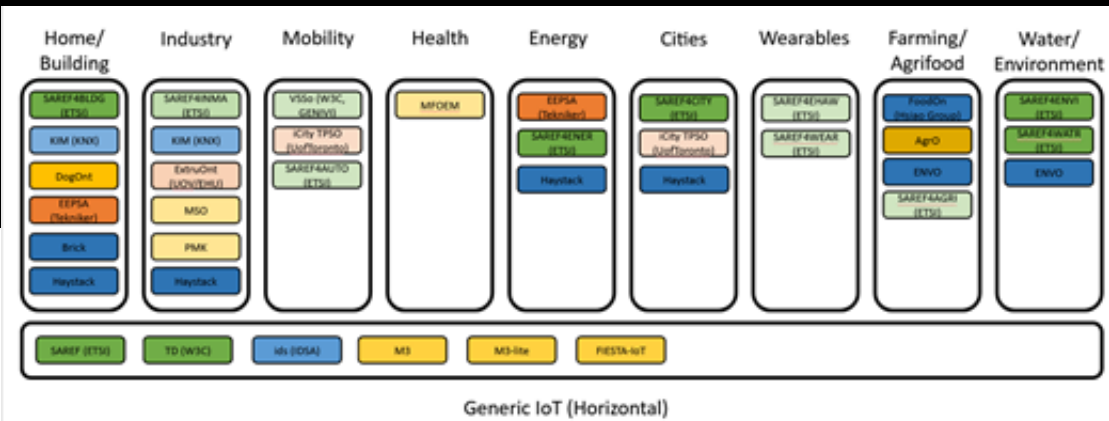 Home/
Building
Industry
Mobility
Health
Energy
Cities
Wearables
Farming/
Agrifood
Water/
Environment
SAREF4BLDG
(ETSI)
KIM (KNX)
DogOnt
EEPSA
(Tekniker)
Brick
Haystack
SAREF4INMA
(ETSI)
KIM (KNX)
ExtruOnt
(UOV/EHU)
MSO
PMK
Haystack
VSSo (W3C,
GENIVI)
iCity TPSO
(UofToronto)
SAREF4AUTO
(ETSI)
MFOEM
EEPSA
(Tekniker)
SAREF4ENER
(ETSI)
Haystack
SAREF4CITY
(ETSI)
iCity TPSO
(UofToronto)
Haystack
SAREF4EHAW
(ETSI)
SAREF4WEAR
(ETSI)
FoodOn
(Hsiao Group)
AgrO
ENVO
SAREF4AGRI
(ETSI)
SAREF4ENVI
(ETSI)
SAREF4WATR
(ETSI)
ENVO
SAREF (ETSI)
TD (W3C)
ids (IDSA)
M3
M3-lite
FIESTA-IoT
Generic IoT (Horizontal)